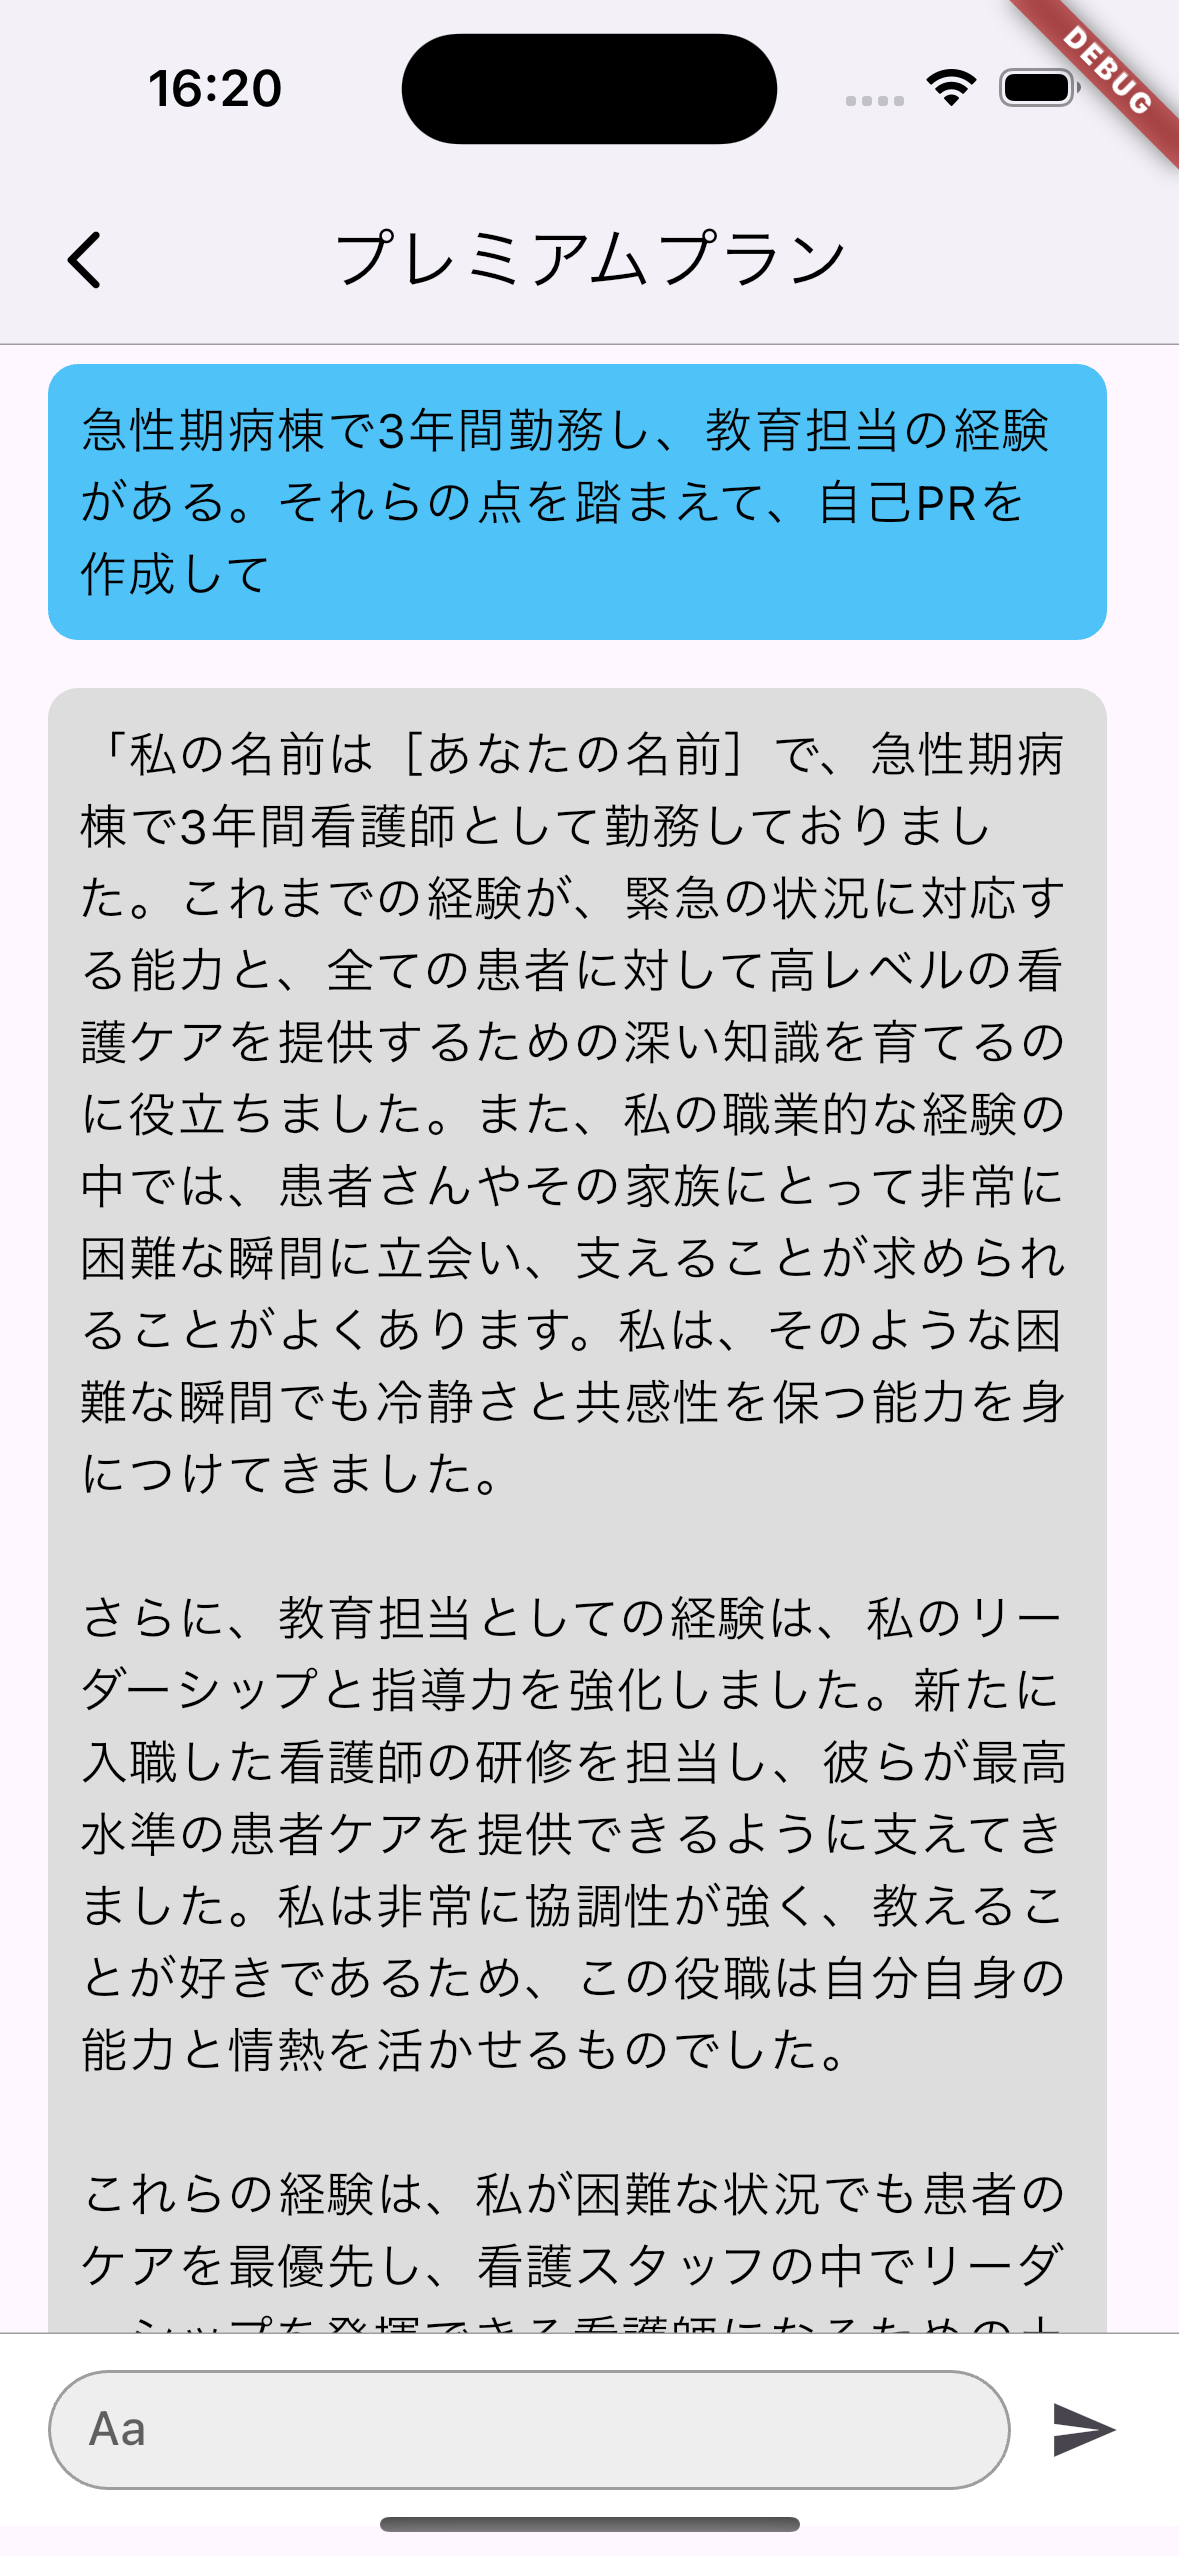 16:20
DEBUG
プレミアムプラン
急性期病棟で3年間勤務し、教育担当の経験
がある。それらの点を踏まえて、自己PRを
作成して
「私の名前は［あなたの名前］で、急性期病
棟で3年間看護師として勤務しておりまし
た。これまでの経験が、緊急の状況に対応す
る能力と、全ての患者に対して高レベルの看
護ケアを提供するための深い知識を育てるの
に役立ちました。また、私の職業的な経験の
中では、患者さんやその家族にとって非常に
困難な瞬間に立会い、支えることが求められ
ることがよくあります。私は、そのような困
難な瞬間でも冷静さと共感性を保つ能力を身
につけてきました。
さらに、教育担当としての経験は、私のリー
ダーシップと指導力を強化しました。新たに
入職した看護師の研修を担当し、彼らが最高
水準の患者ケアを提供できるように支えてき
ました。私は非常に協調性が強く、教えるこ
とが好きであるため、この役職は自分自身の
能力と情熱を活かせるものでした。
これらの経験は、私が困難な状況でも患者の
ケアを最優先し、看護スタッフの中でリーダ
ーシップを発揮できる看護師になるための
Aa